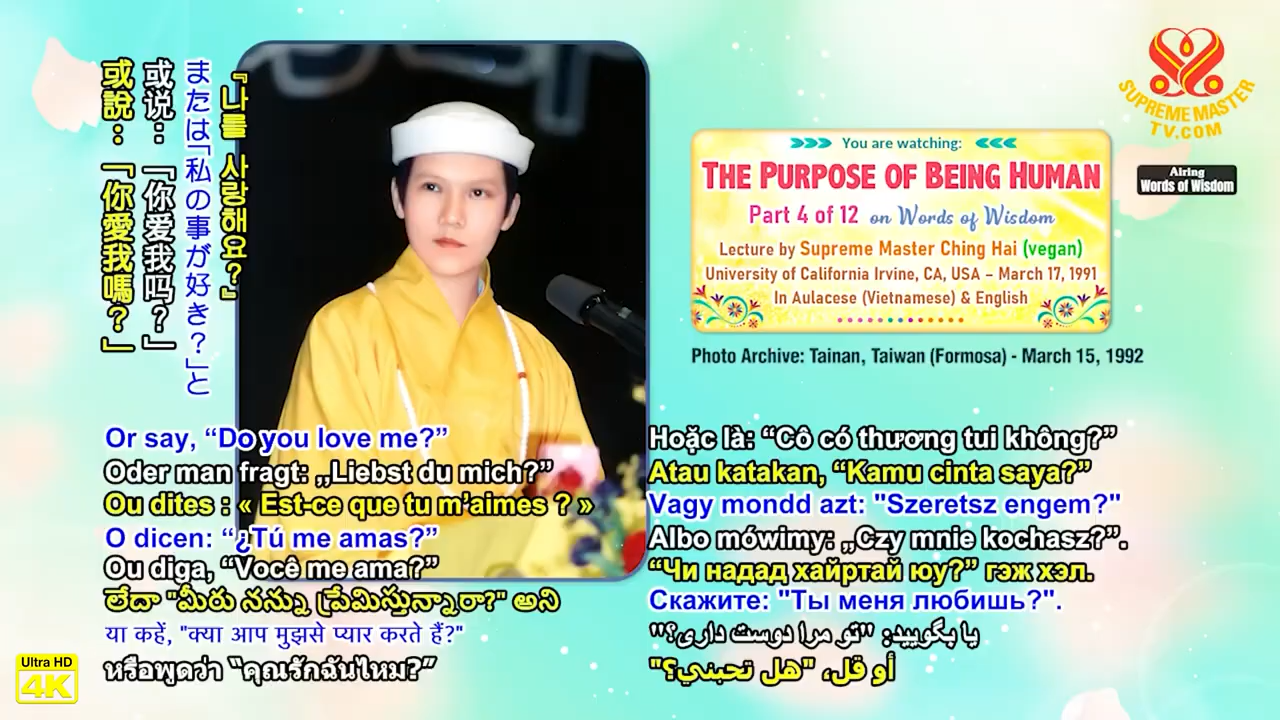 『나를 사랑해요?』
または「私の事が好き？」と
或说：「你爱我吗？」
或說：「你愛我嗎？」
SUPREME MASTER
TV.COM
Airing
Words of Wisdom
You are watching:
THE PURPOSE OF BEING HUMAN
Part 4 of 12 on Words of Wisdom
Lecture by Supreme Master Ching Hai (vegan)
University of California Irvine, CA, USA – March 17, 1991
In Aulacese (Vietnamese) & English
Photo Archive: Tainan, Taiwan (Formosa) - March 15, 1992
Or say, “Do you love me?”
Oder man fragt: „Liebst du mich?”
Ou dites : « Est-ce que tu m’aimes ? »
O dicen: “¿Tú me amas?”
Ou diga, “Você me ama?”
లేదా "మీరు నన్ను ప్రేమిస్తున్నారా?" అని
या कहें, "क्या आप मुझसे प्यार करते हैं?"
หรือพูดว่า “คุณรักฉันไหม?”
Hoặc là: “Cô có thương tui không?”
Atau katakan, “Kamu cinta saya?”
Vagy mondd azt: "Szeretsz engem?"
Albo mówimy: „Czy mnie kochasz?”.
“Чи надад хайртай юу?” гэж хэл.
Скажите: "Ты меня любишь?".
یا بگویید: "تو مرا دوست داری؟"
أو قل، "هل تحبني؟"
Ultra HD
4K